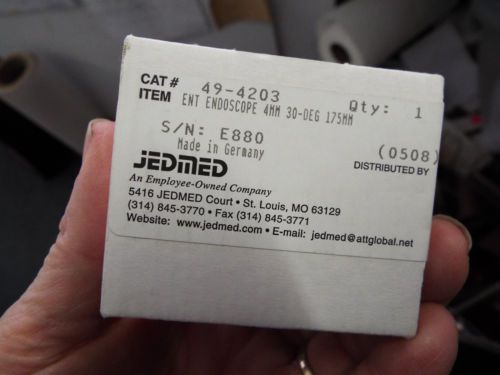 CAT# 49-4203 Qty: 1
ITEM ENT ENDOSCOPE 4MM 30-DEG 175MM
S/N: E880 (0508)
Made in Germany DISTRIBUTED BY
JEDMED
An Employee-Owned Company
5416 JEDMED Court • St. Louis, MO 63129
(314) 845-3770 • Fax (314) 845-3771
Website: www.jedmed.com • E-mail: jedmed@attglobal.net